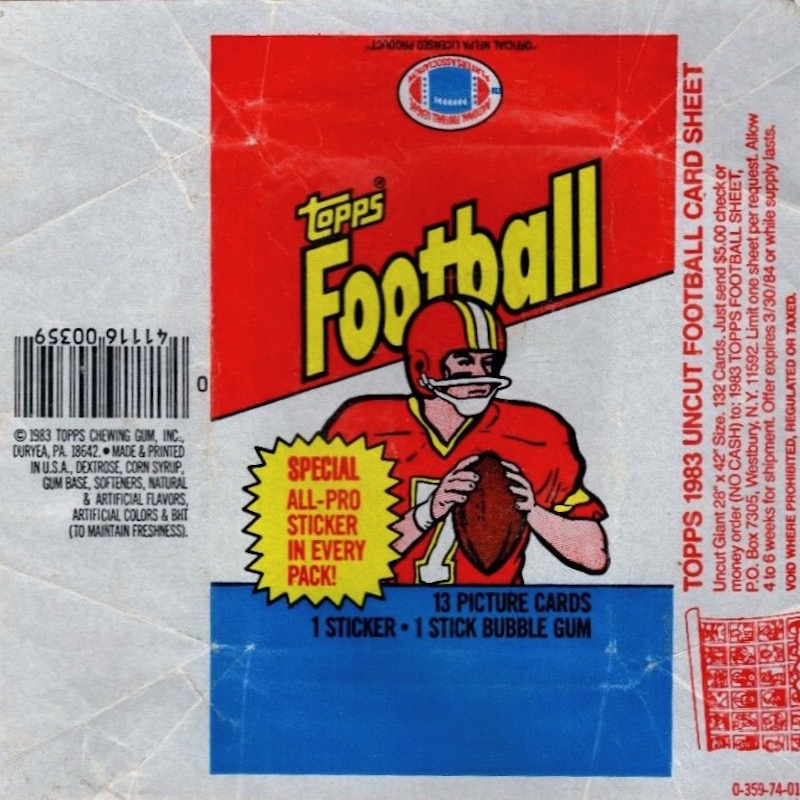 "OFFICIAL NFLPA LICENSED PRODUCT"
topps®
Football
SPECIAL
ALL-PRO
STICKER
IN EVERY
PACK!
13 PICTURE CARDS
1 STICKER • 1 STICK BUBBLE GUM
41116 00359
0
© 1983 TOPPS CHEWING GUM, INC.,
DURYEA, PA. 18642. • MADE & PRINTED
IN U.S.A., DEXTROSE, CORN SYRUP,
GUM BASE, SOFTENERS, NATURAL
& ARTIFICIAL FLAVORS,
ARTIFICIAL COLORS & BHT
(TO MAINTAIN FRESHNESS).
TOPPS 1983 UNCUT FOOTBALL CARD SHEET
Uncut Giant 28" x 42" Size. 132 Cards. Just send $5.00 check or
money order (NO CASH) to: 1983 TOPPS FOOTBALL SHEET,
P.O. Box 7305, Westbury, N.Y. 11592. Limit one sheet per request. Allow
4 to 6 weeks for shipment. Offer expires 3/30/84 or while supply lasts.
VOID WHERE PROHIBITED, REGULATED OR TAXED.
0-359-74-01